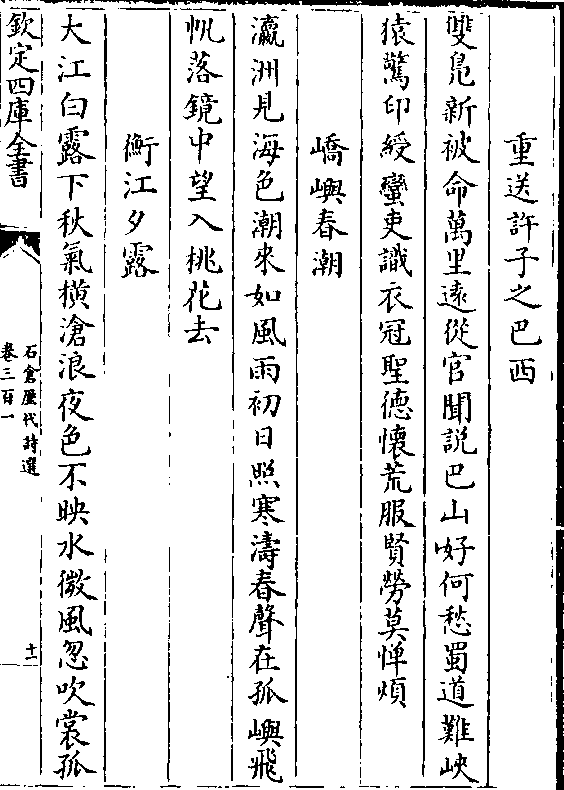 重送許子之巴西
雙鳬新被命萬里遠從官聞説巴山好何愁蜀道難峽
猿驚印綬蠻吏識衣冠聖徳懷荒服賢勞莫憚煩
嶠嶼春潮
瀛洲見海色潮來如風雨初日照寒濤春聲在孤嶼飛
帆落鏡中望入桃花去
衡江夕露
大江白露下秋氣橫滄浪夜色不映水微風忽吹裳孤
欽定四庫全書
石倉歷代詩選
卷三百一
十一